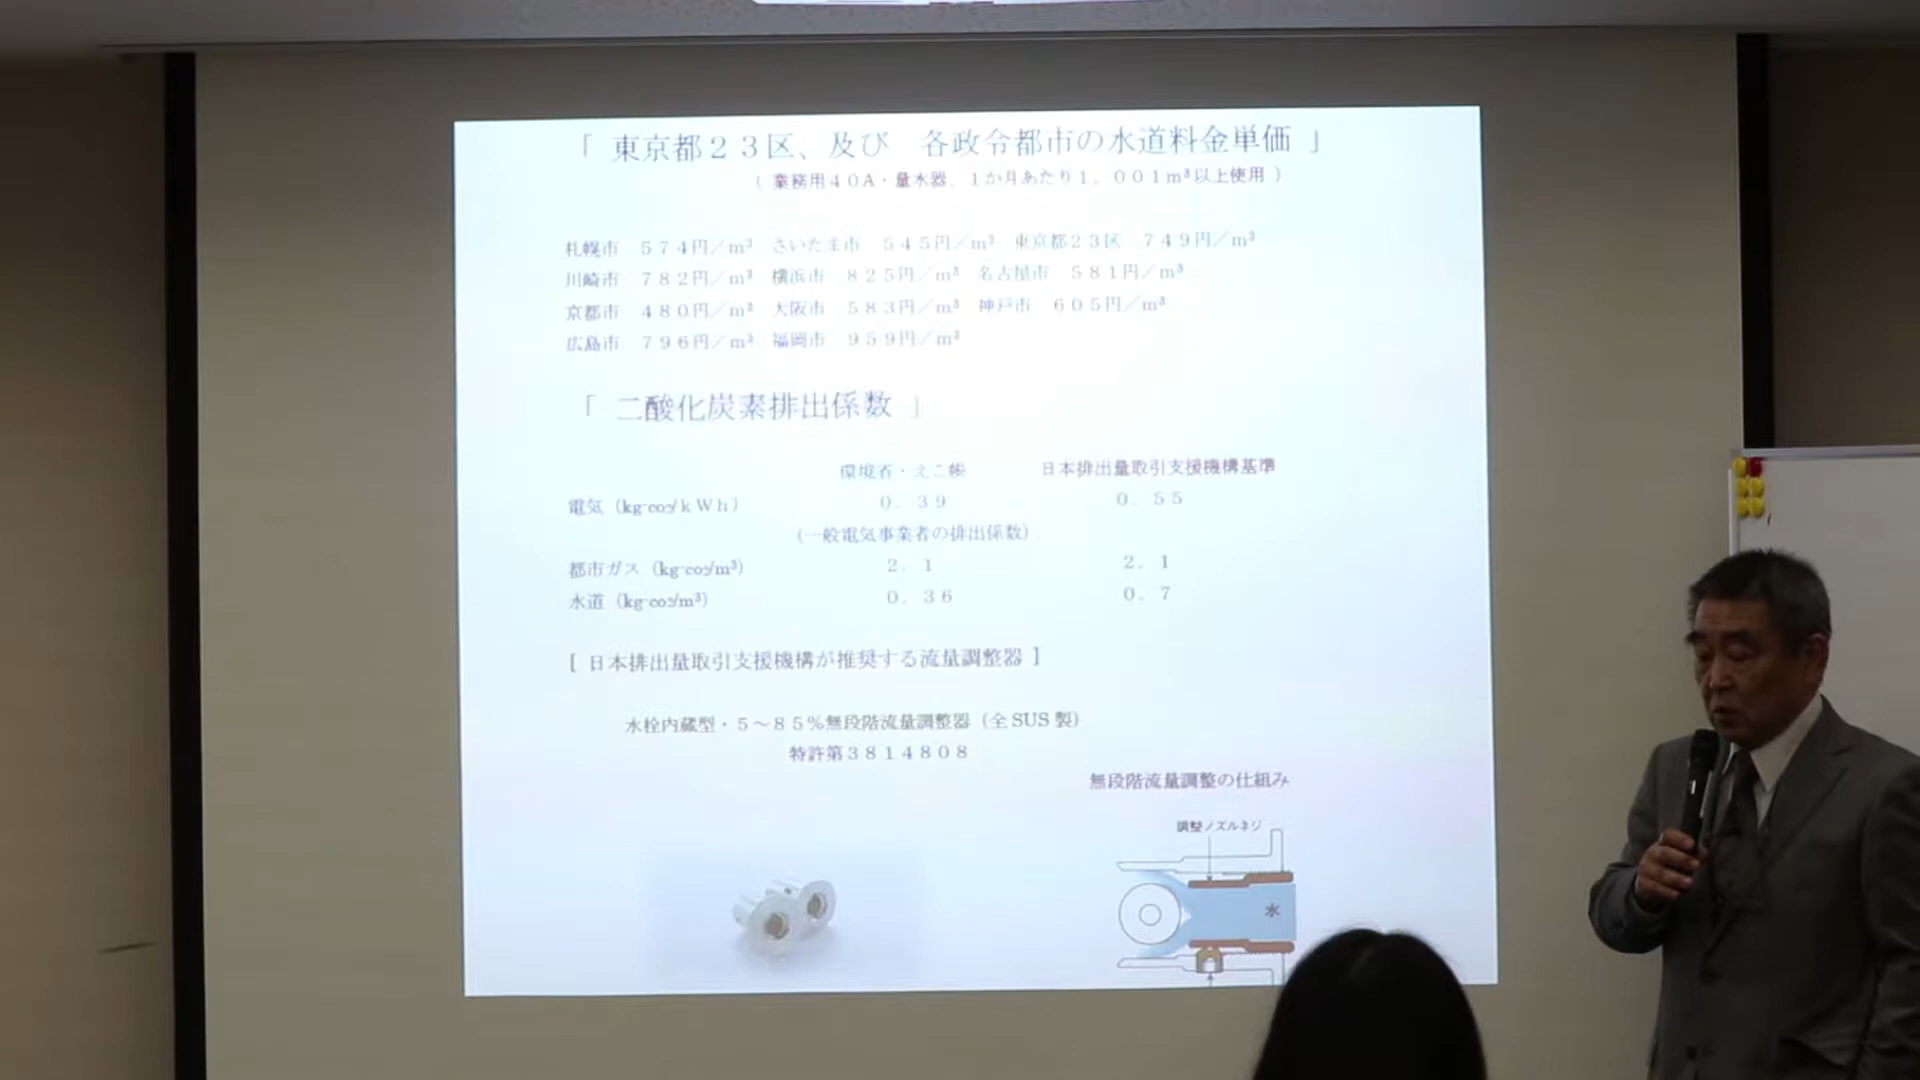 「 東京都２３区、及び　各政令都市の水道料金単価 」
（ 業務用４０A・量水器、１か月あたり１，００１m³以上使用 ）
札幌市　５７４円／m³　さいたま市　５４５円／m³　東京都２３区　７４９円／m³
川崎市　７８２円／m³　横浜市　８２５円／m³　名古屋市　５８１円／m³
京都市　４８０円／m³　大阪市　５８３円／m³　神戸市　６０５円／m³
広島市　７９６円／m³　福岡市　９５９円／m³
「 二酸化炭素排出係数 」
環境省・えこ帳　日本排出量取引支援機構基準
電気（kg-co₂/ｋＷｈ）　０．３９　０．５５
（一般電気事業者の排出係数）
都市ガス（kg-co₂/m³）　２．１　２．１
水道（kg-co₂/m³）　０．３６　０．７
[ 日本排出量取引支援機構が推奨する流量調整器 ]
水栓内蔵型・５～８５％無段階流量調整器（全 SUS 製）
特許第３８１４８０８
無段階流量調整の仕組み
調整ノズルネジ
水